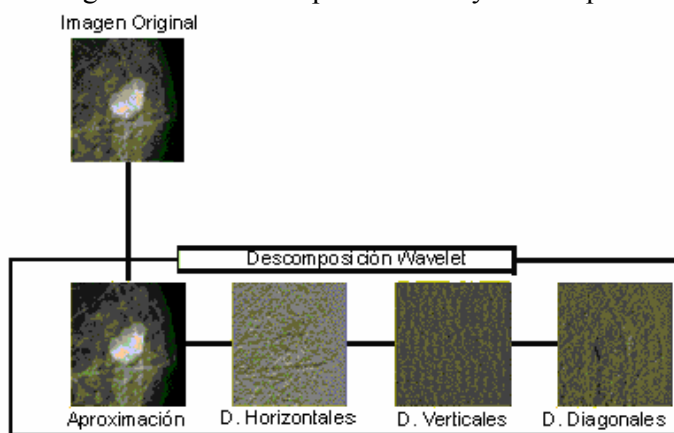 Imagen Original
Descomposición Wavelet
Aproximación
D. Horizontales
D. Verticales
D. Diagonales